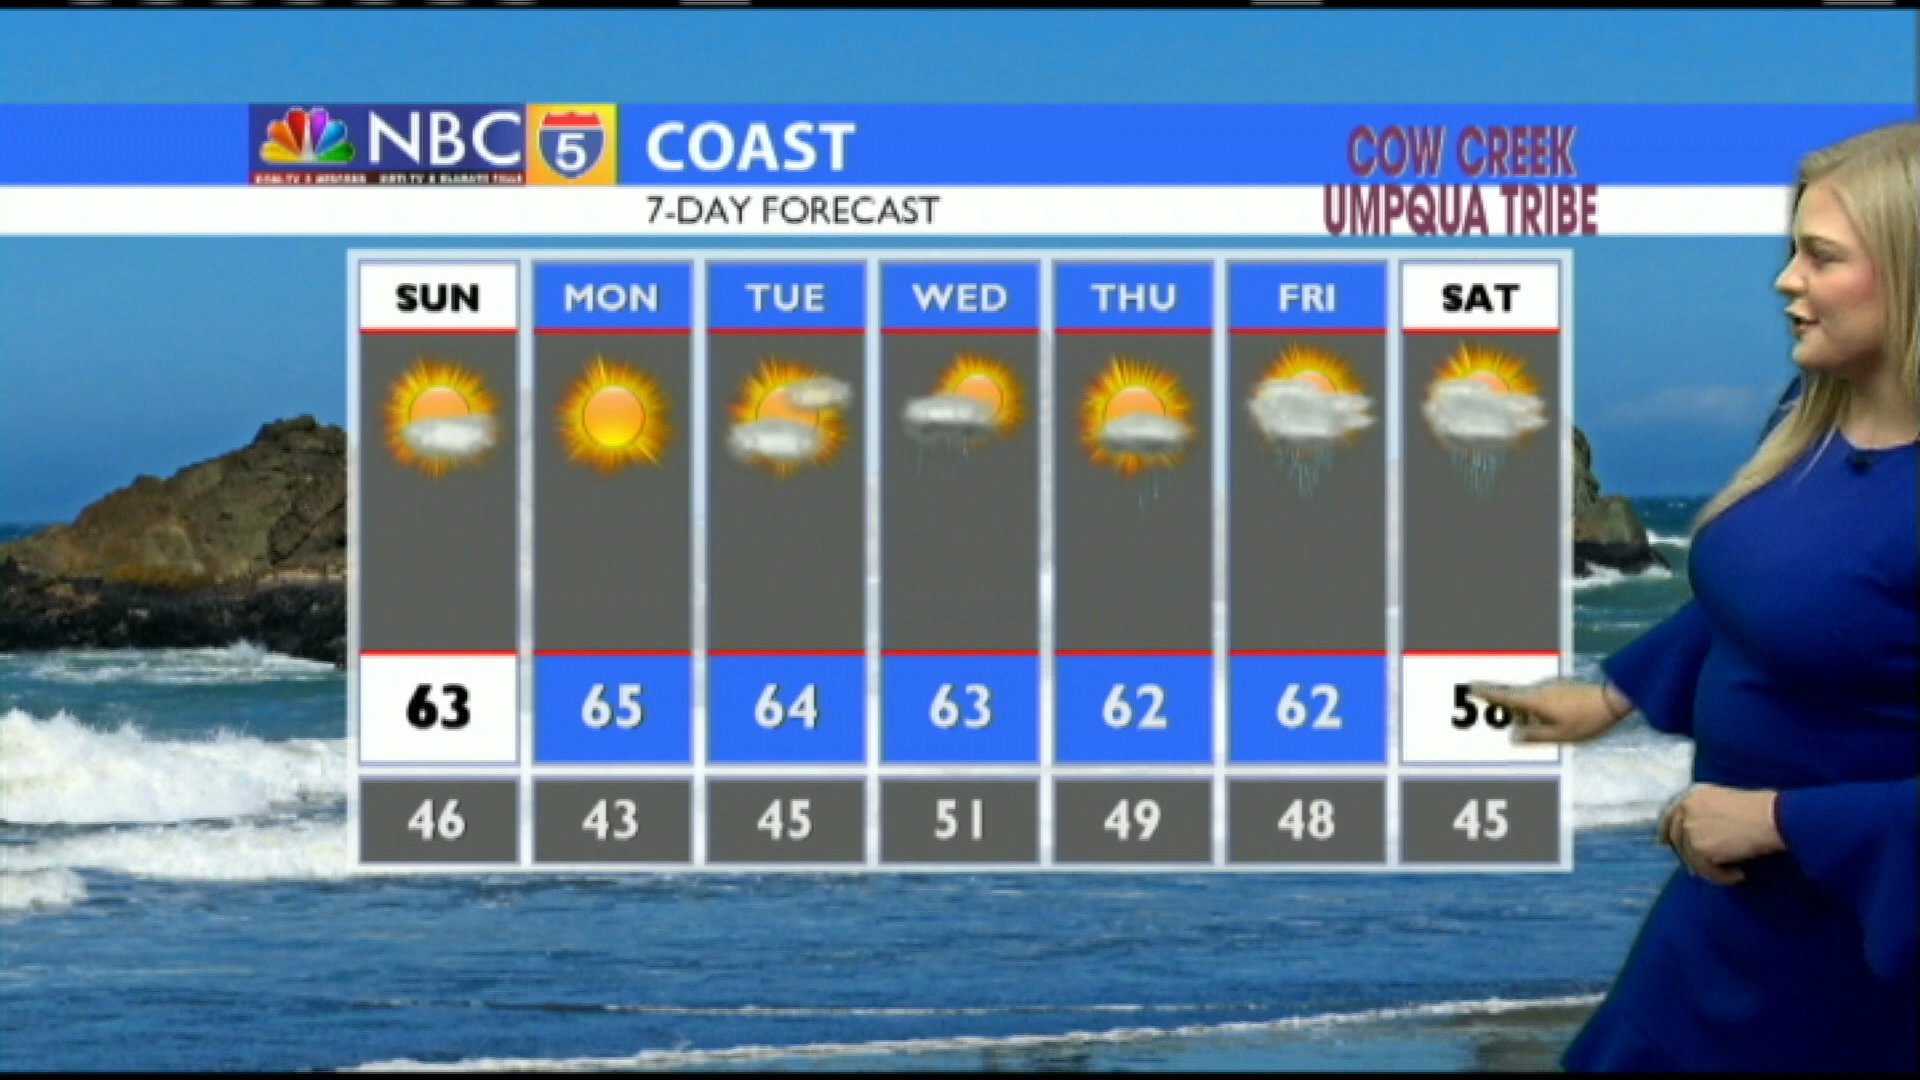 NBC 5 COAST
7-DAY FORECAST
COW CREEK
UMPQUA TRIBE
SUN MON TUE WED THU FRI SAT
63 65 64 63 62 62
46 43 45 51 49 48 45